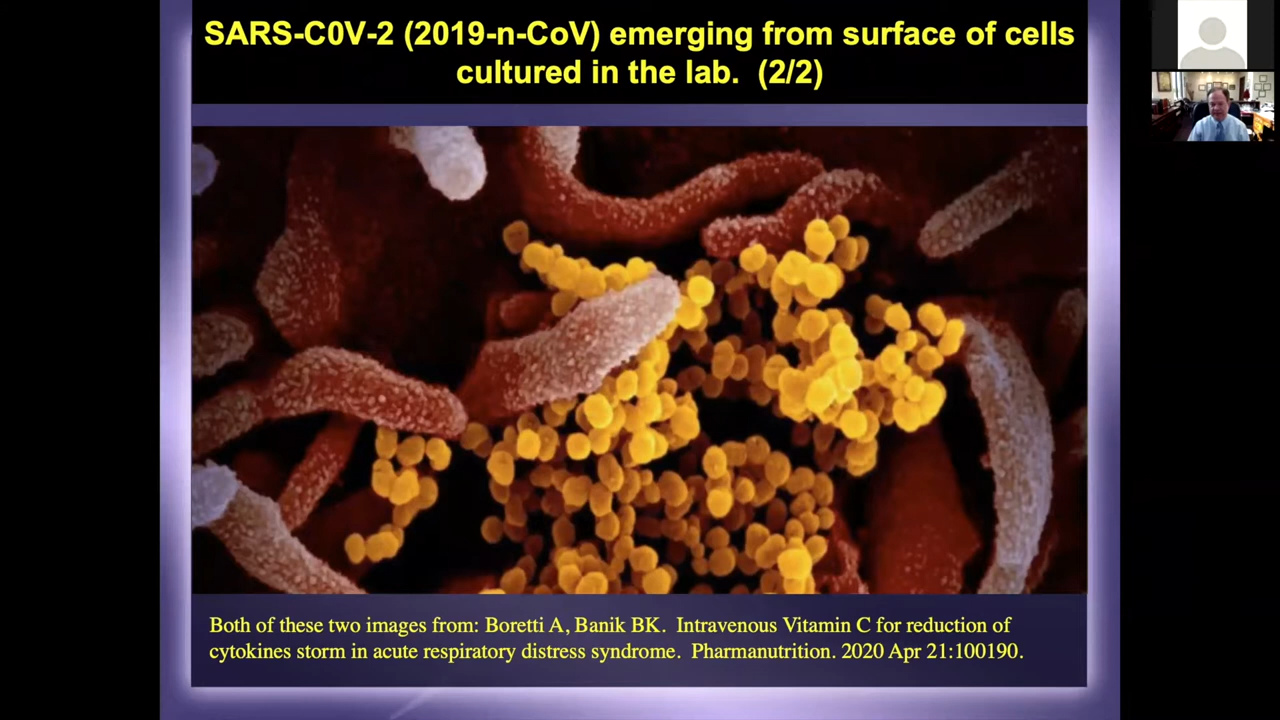 SARS-C0V-2 (2019-n-CoV) emerging from surface of cells
cultured in the lab.  (2/2)
Both of these two images from: Boretti A, Banik BK.  Intravenous Vitamin C for reduction of
cytokines storm in acute respiratory distress syndrome.  Pharmanutrition. 2020 Apr 21:100190.